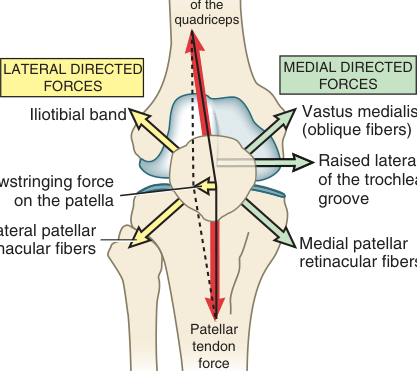 of the
quadriceps
LATERAL DIRECTED
FORCES
MEDIAL DIRECTED
FORCES
Iliotibial band
Vastus medialis
(oblique fibers)
Raised latera
of the trochlea
groove
wstringing force
on the patella
ateral patellar
nacular fibers
Medial patellar
retinacular fibers
Patellar
tendon
force